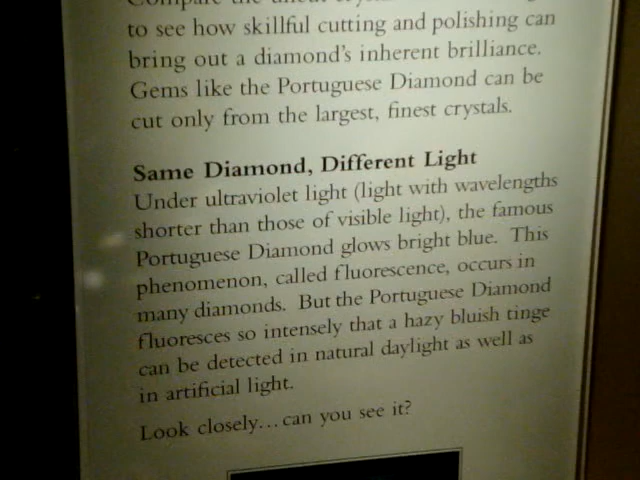 to see how skillful cutting and polishing can
bring out a diamond's inherent brilliance.
Gems like the Portuguese Diamond can be
cut only from the largest, finest crystals.
Same Diamond, Different Light
Under ultraviolet light (light with wavelengths
shorter than those of visible light), the famous
Portuguese Diamond glows bright blue. This
phenomenon, called fluorescence, occurs in
many diamonds. But the Portuguese Diamond
fluoresces so intensely that a hazy bluish tinge
can be detected in natural daylight as well as
in artificial light.
Look closely...can you see it?